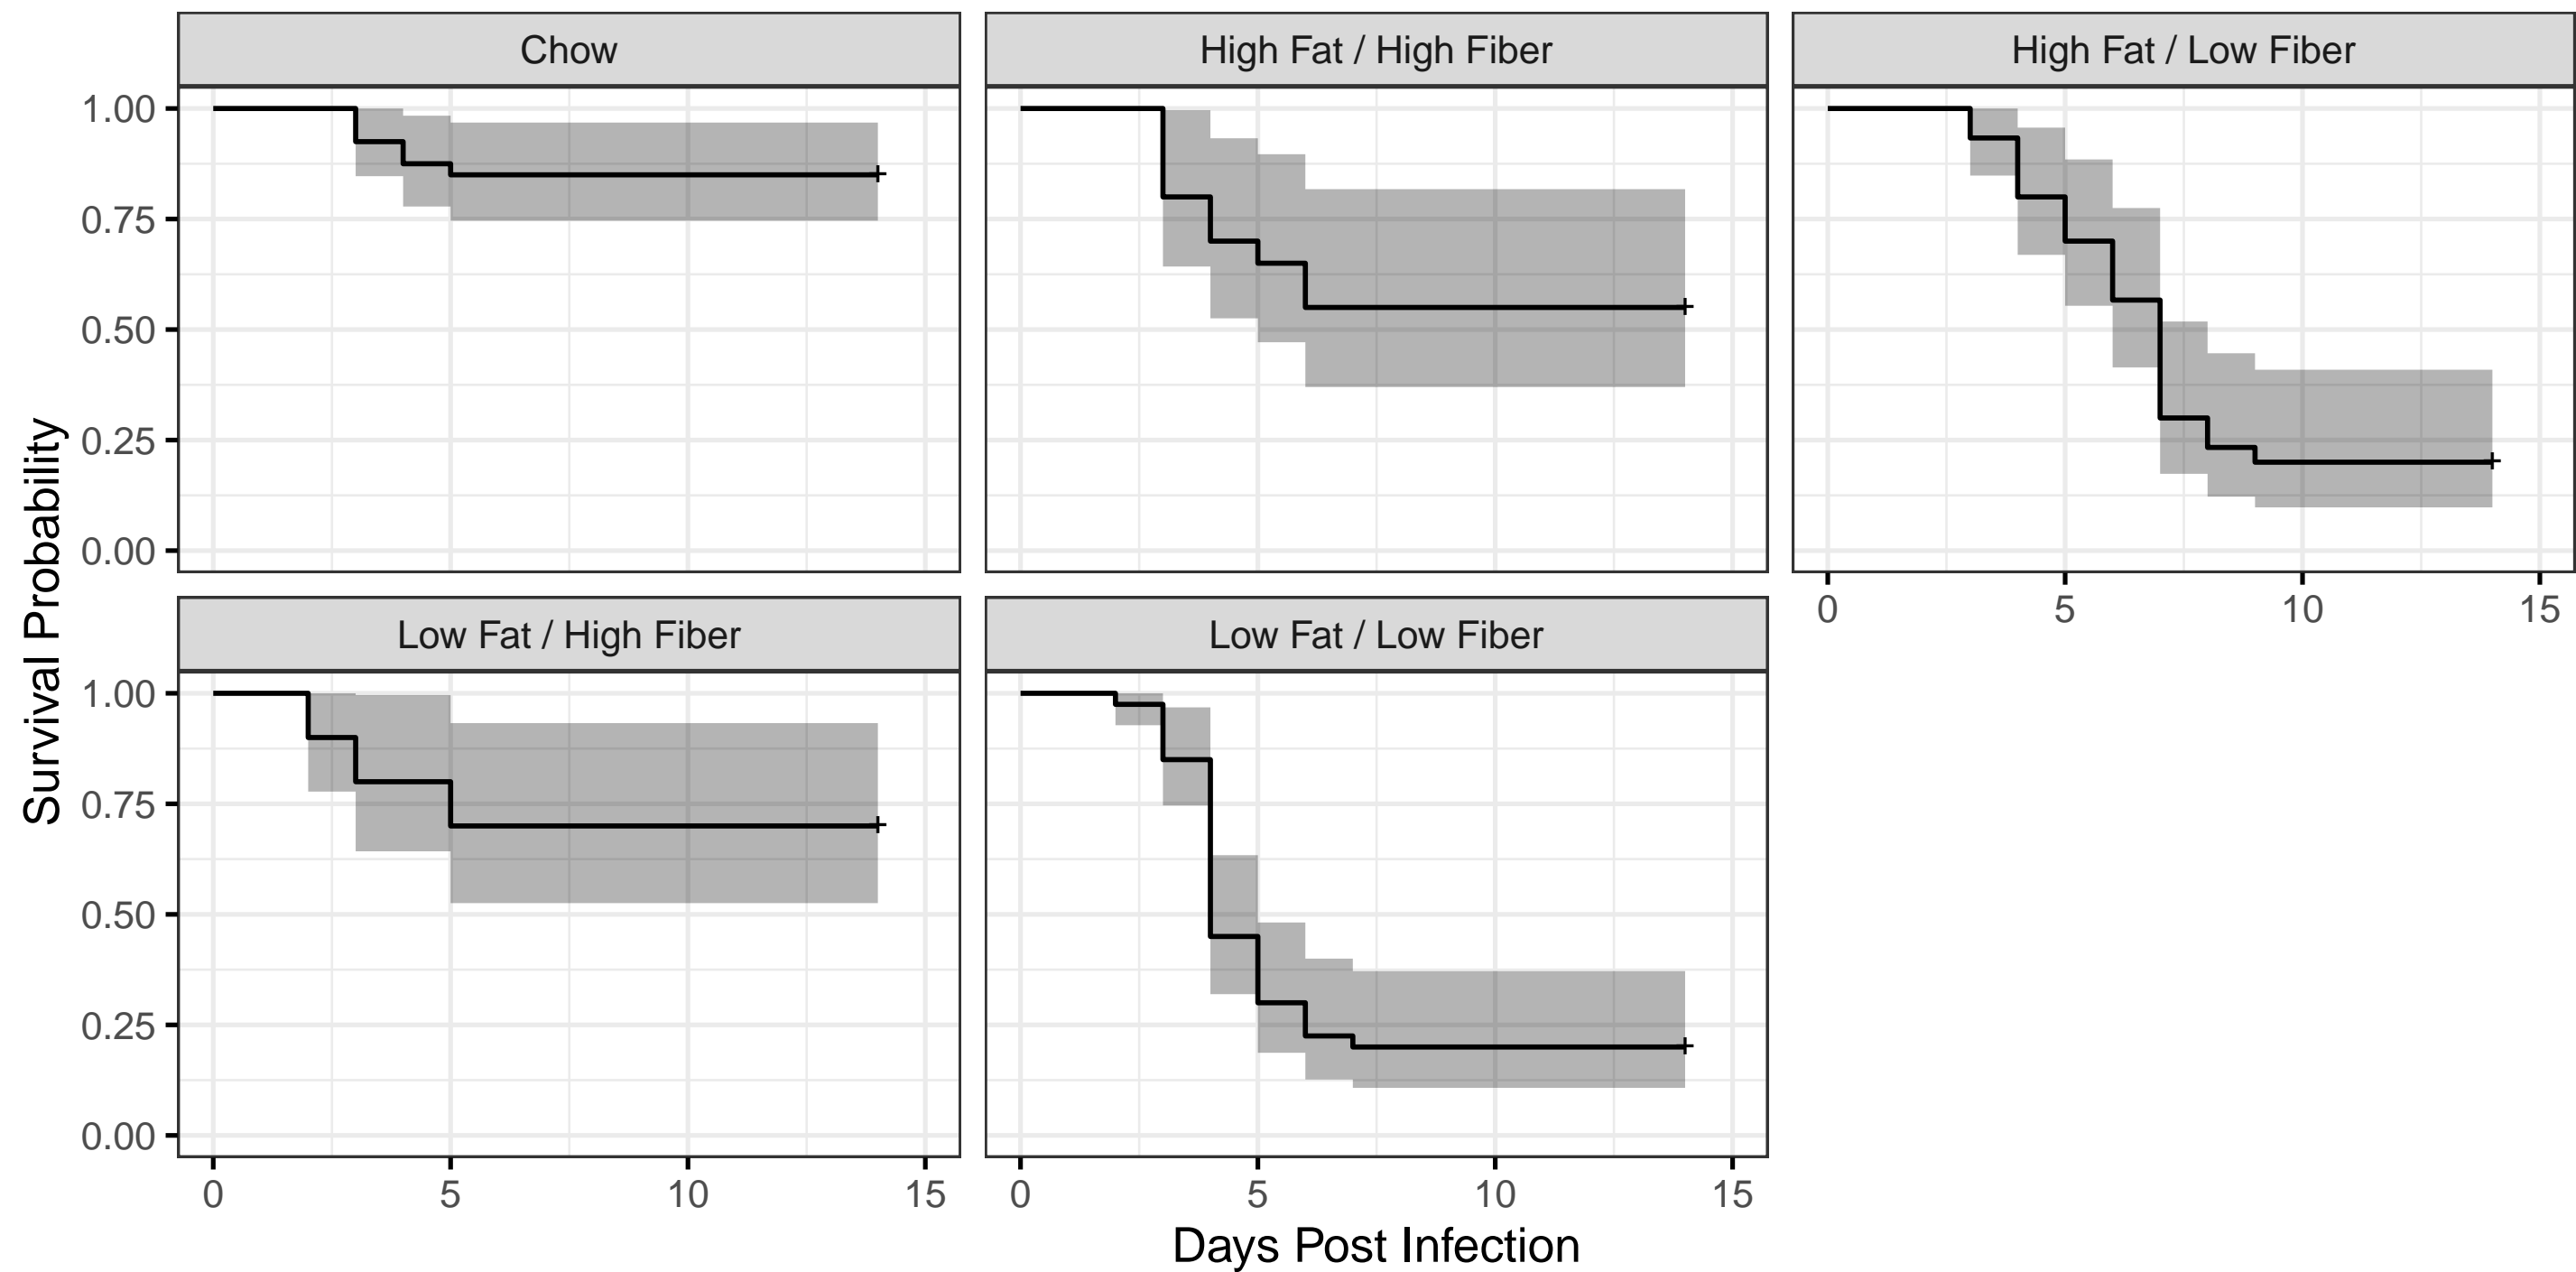 Chow
High Fat / High Fiber
High Fat / Low Fiber
1.00
0.75
0.50
0.25
0.00
0 5 10 15
Survival Probability
Low Fat / High Fiber
Low Fat / Low Fiber
1.00
0.75
0.50
0.25
0.00
0 5 10 15
0 5 10 15
Days Post Infection